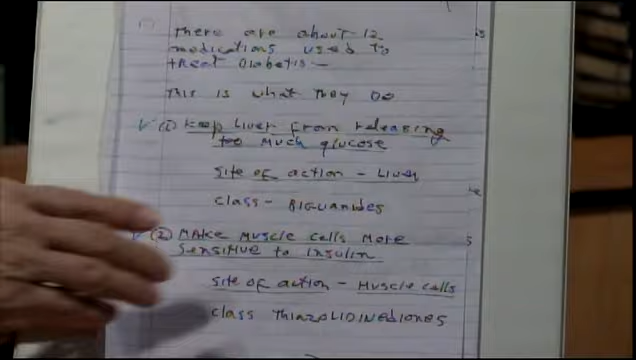 There are about 12
medications used to
treat Diabetis —
This is what they do
(1) Keep Liver from releasing
too Much glucose
Site of action - Liver
class - BIGUANIDES
(2) MAKE Muscle cells More
Sensitive to insulin
Site of action - Muscle cells
class THIAZOLIDINEDIONES